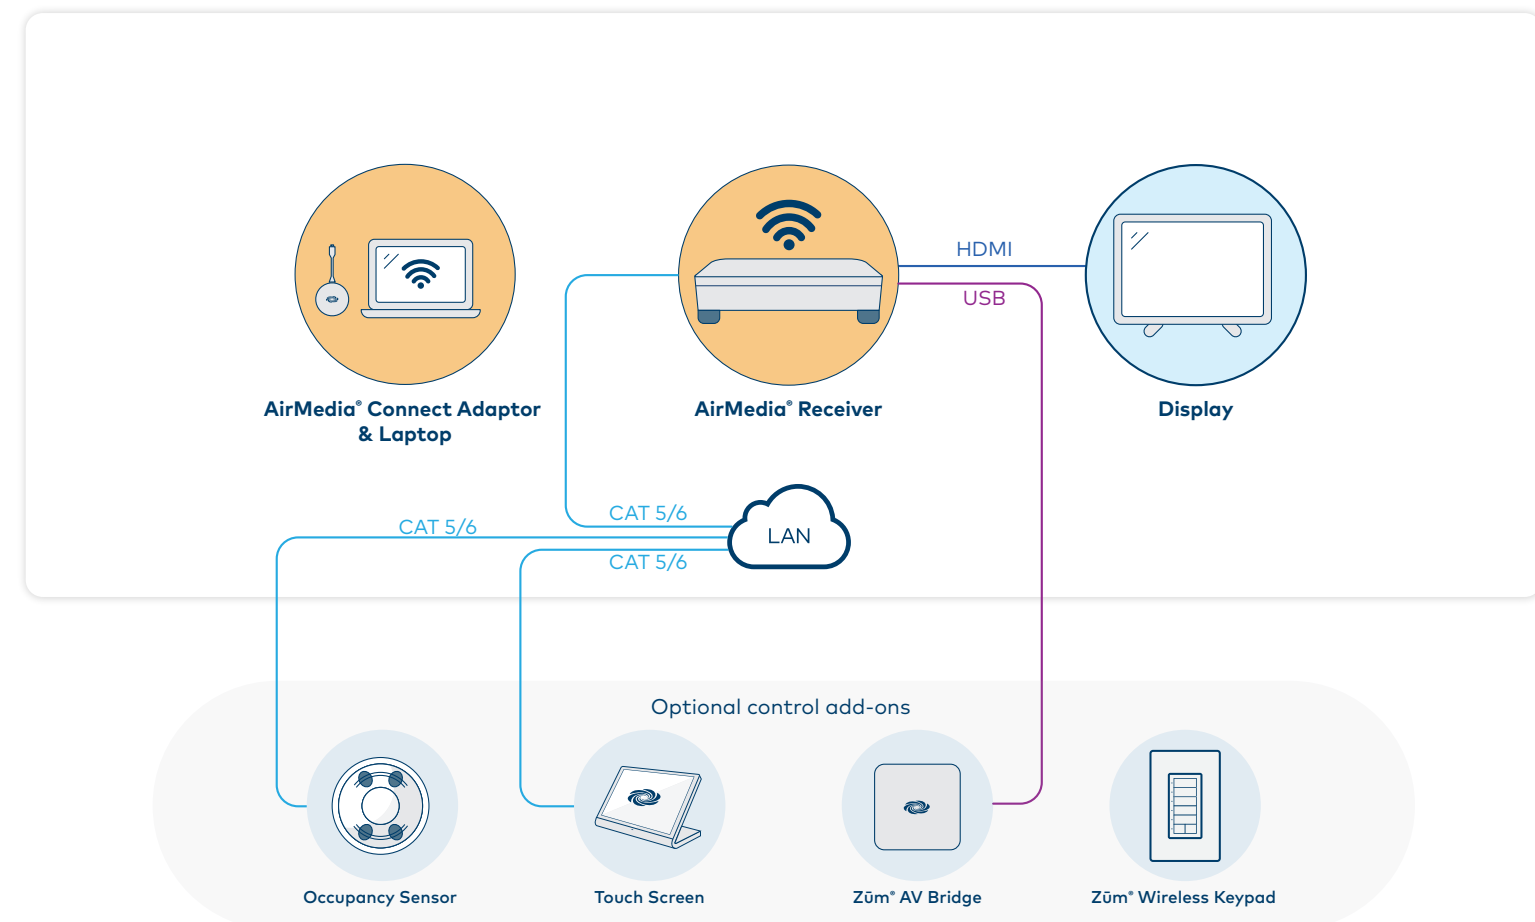 HDMI
USB
AirMedia® Connect Adaptor
& Laptop
AirMedia® Receiver
Display
CAT 5/6
CAT 5/6
LAN
CAT 5/6
Optional control add-ons
Occupancy Sensor
Touch Screen
Zūm® AV Bridge
Zūm® Wireless Keypad